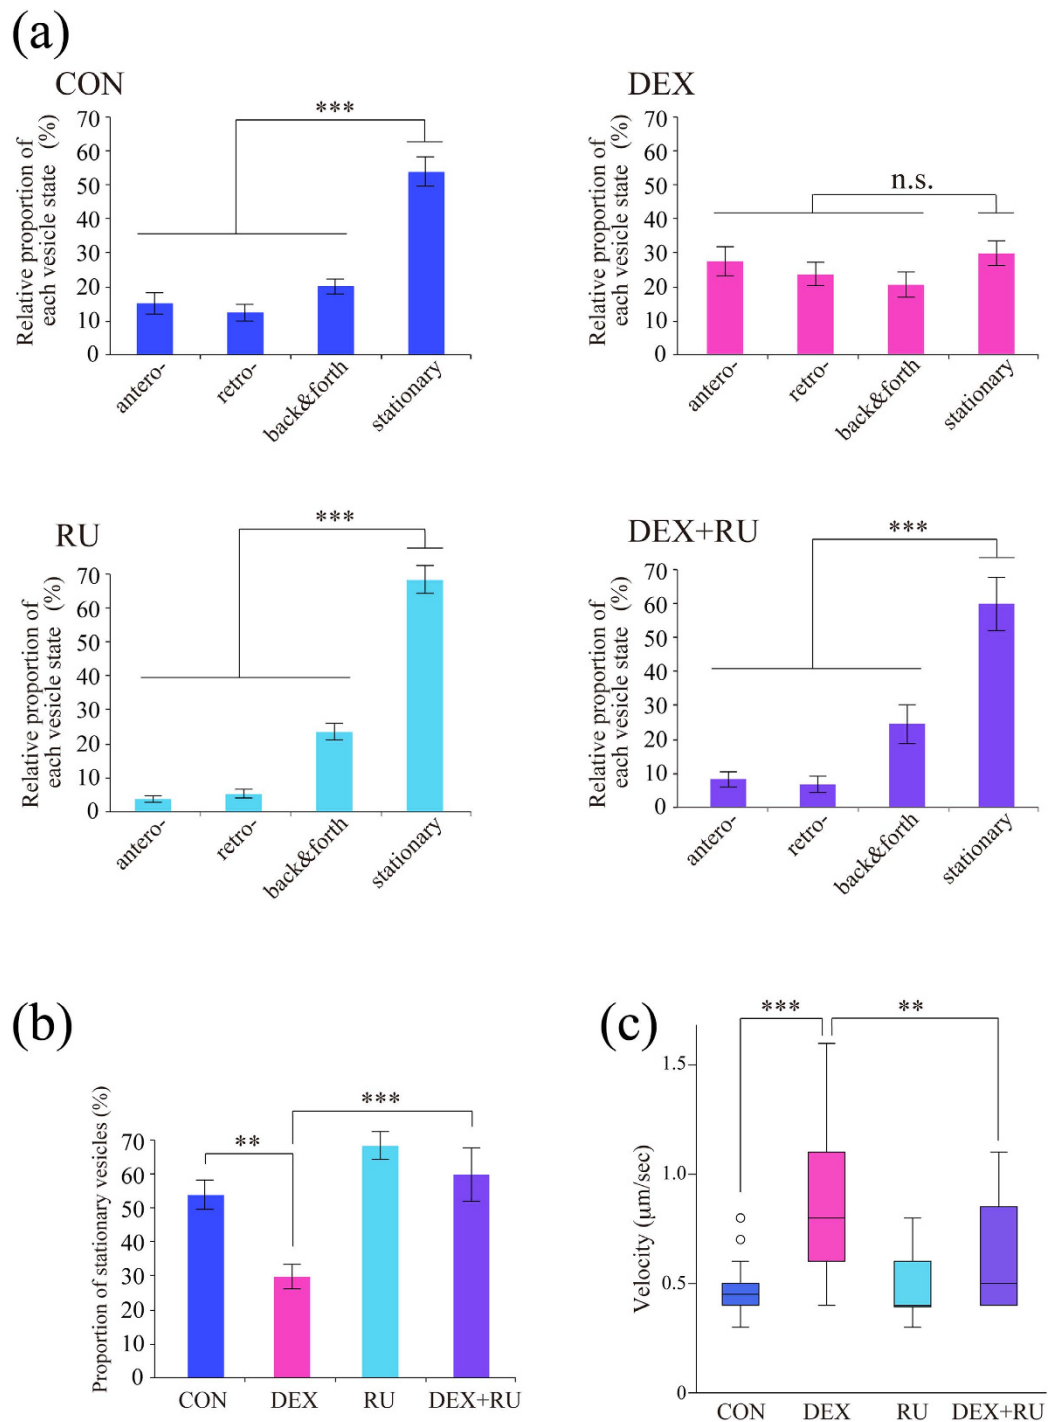 (a)
CON
***
Relative proportion of
each vesicle state (%)
70
60
50
40
30
20
10
0
antero-
retro-
back&forth
stationary
DEX
n.s.
Relative proportion of
each vesicle state (%)
70
60
50
40
30
20
10
0
antero-
retro-
back&forth
stationary
RU
***
Relative proportion of
each vesicle state (%)
70
60
50
40
30
20
10
0
antero-
retro-
back&forth
stationary
DEX+RU
***
Relative proportion of
each vesicle state (%)
70
60
50
40
30
20
10
0
antero-
retro-
back&forth
stationary
(b)
Proportion of stationary vesicles (%)
**
***
70
60
50
40
30
20
10
0
CON DEX RU DEX+RU
(c)
***
**
Velocity (μm/sec)
1.5
1.0
0.5
0
CON DEX RU DEX+RU